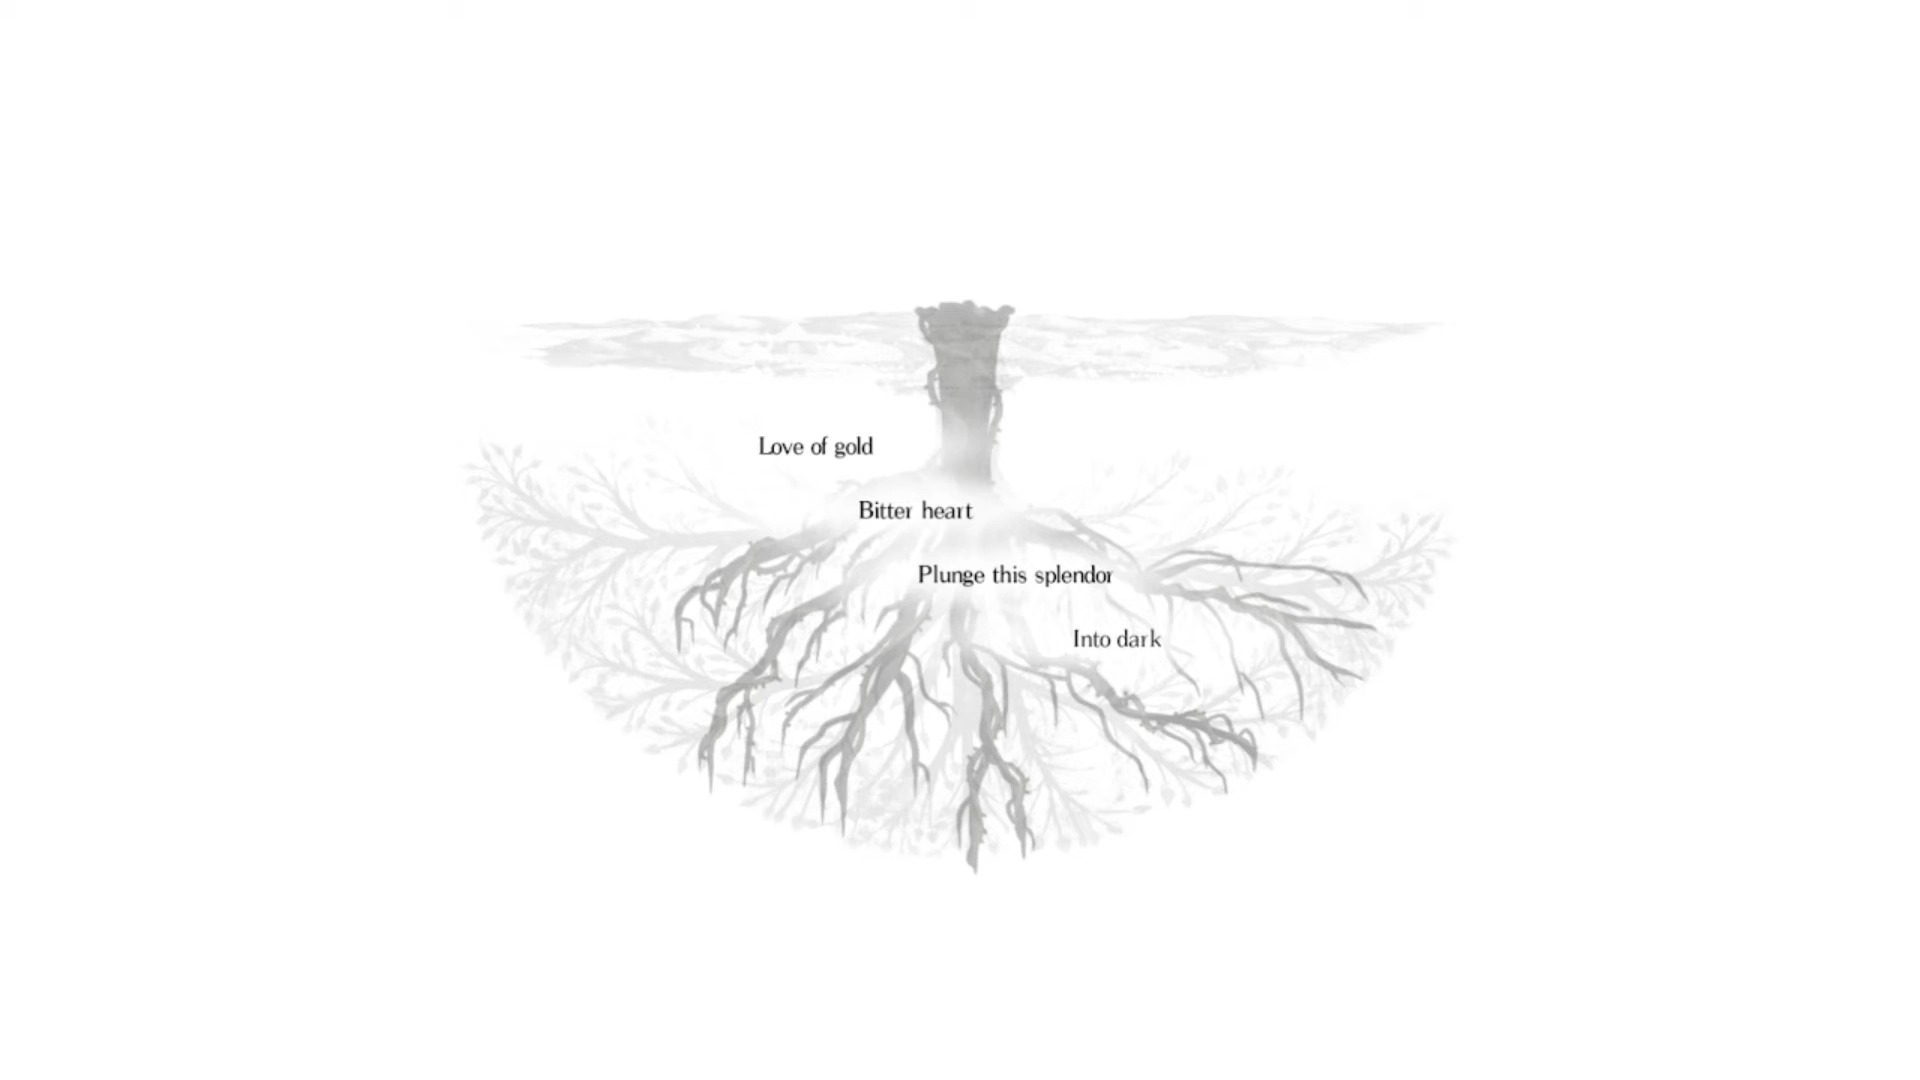 Love of gold
Bitter heart
Plunge this splendor
Into dark